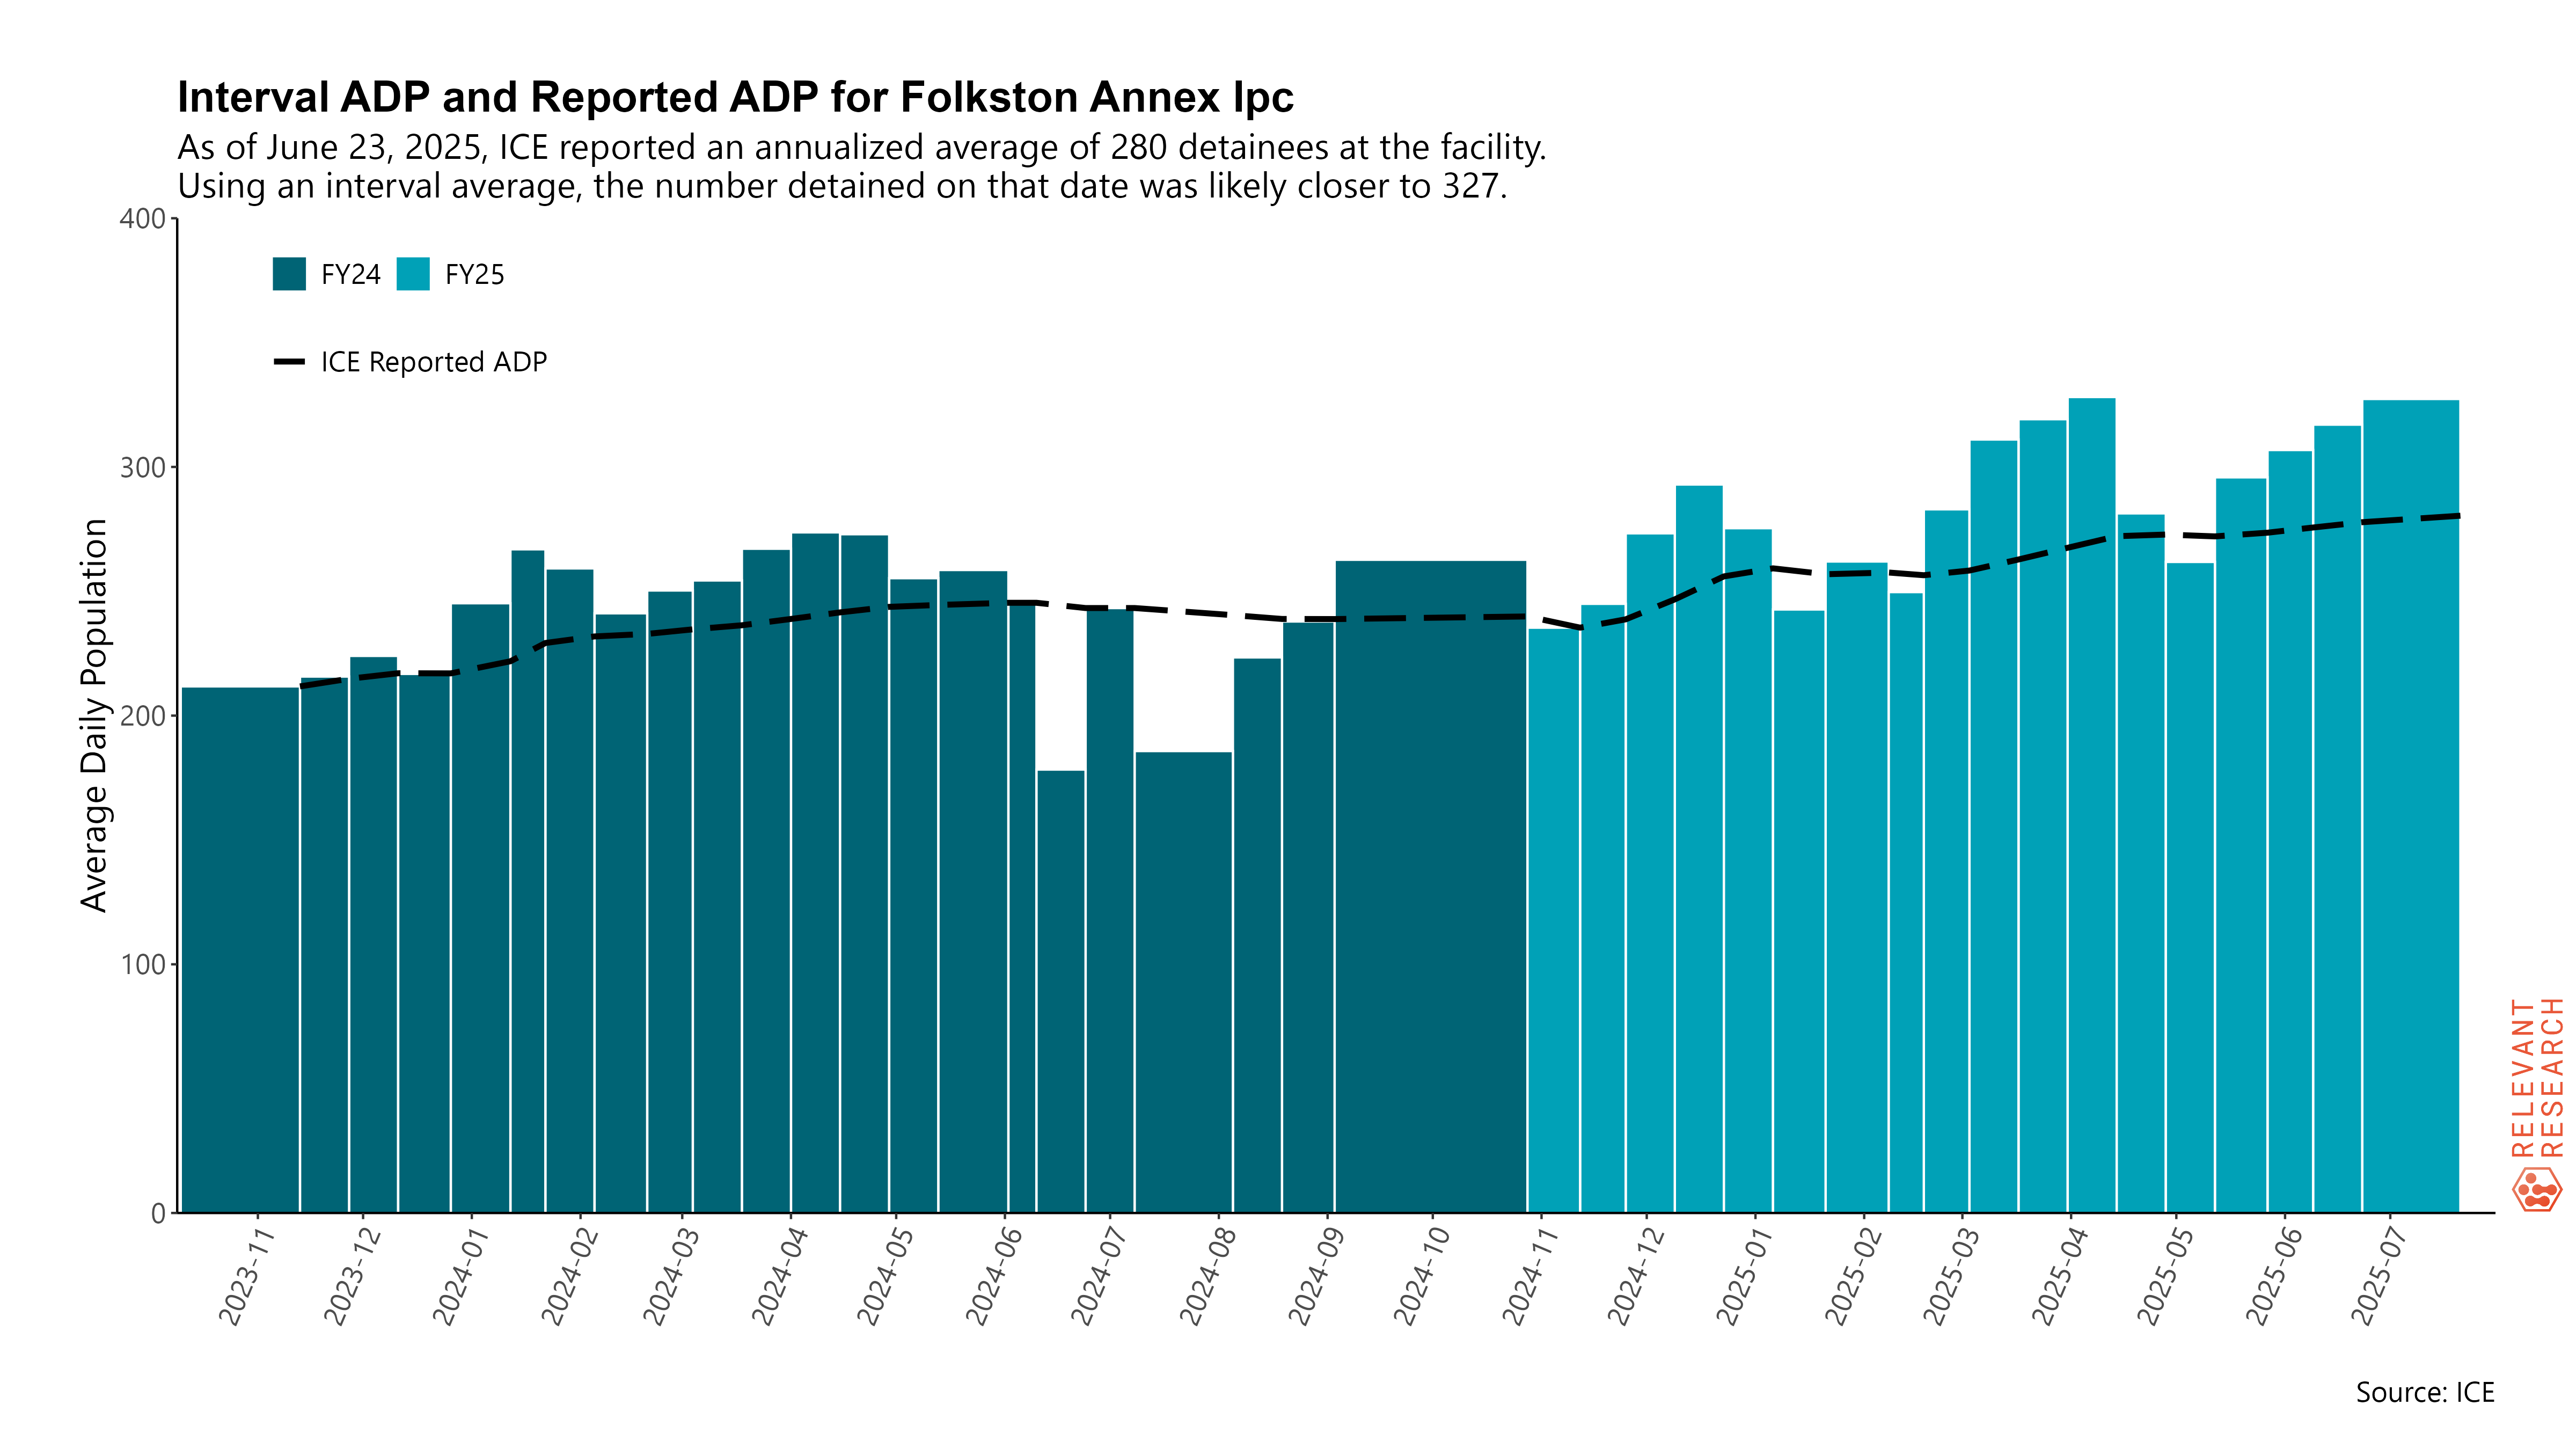 Interval ADP and Reported ADP for Folkston Annex Ipc
As of June 23, 2025, ICE reported an annualized average of 280 detainees at the facility.
Using an interval average, the number detained on that date was likely closer to 327.
400
300
200
100
0
Average Daily Population
FY24 FY25
ICE Reported ADP
2023-11
2023-12
2024-01
2024-02
2024-03
2024-04
2024-05
2024-06
2024-07
2024-08
2024-09
2024-10
2024-11
2024-12
2025-01
2025-02
2025-03
2025-04
2025-05
2025-06
2025-07
RELEVANT
RESEARCH
Source: ICE